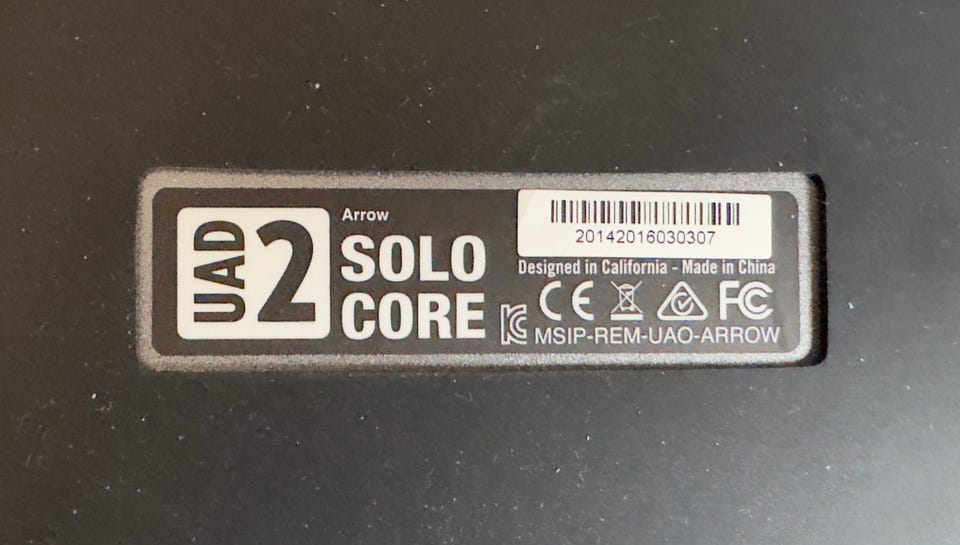 UAD 2
Arrow
SOLO
CORE
20142016030307
Designed in California - Made in China
CE FC
MSIP-REM-UAO-ARROW